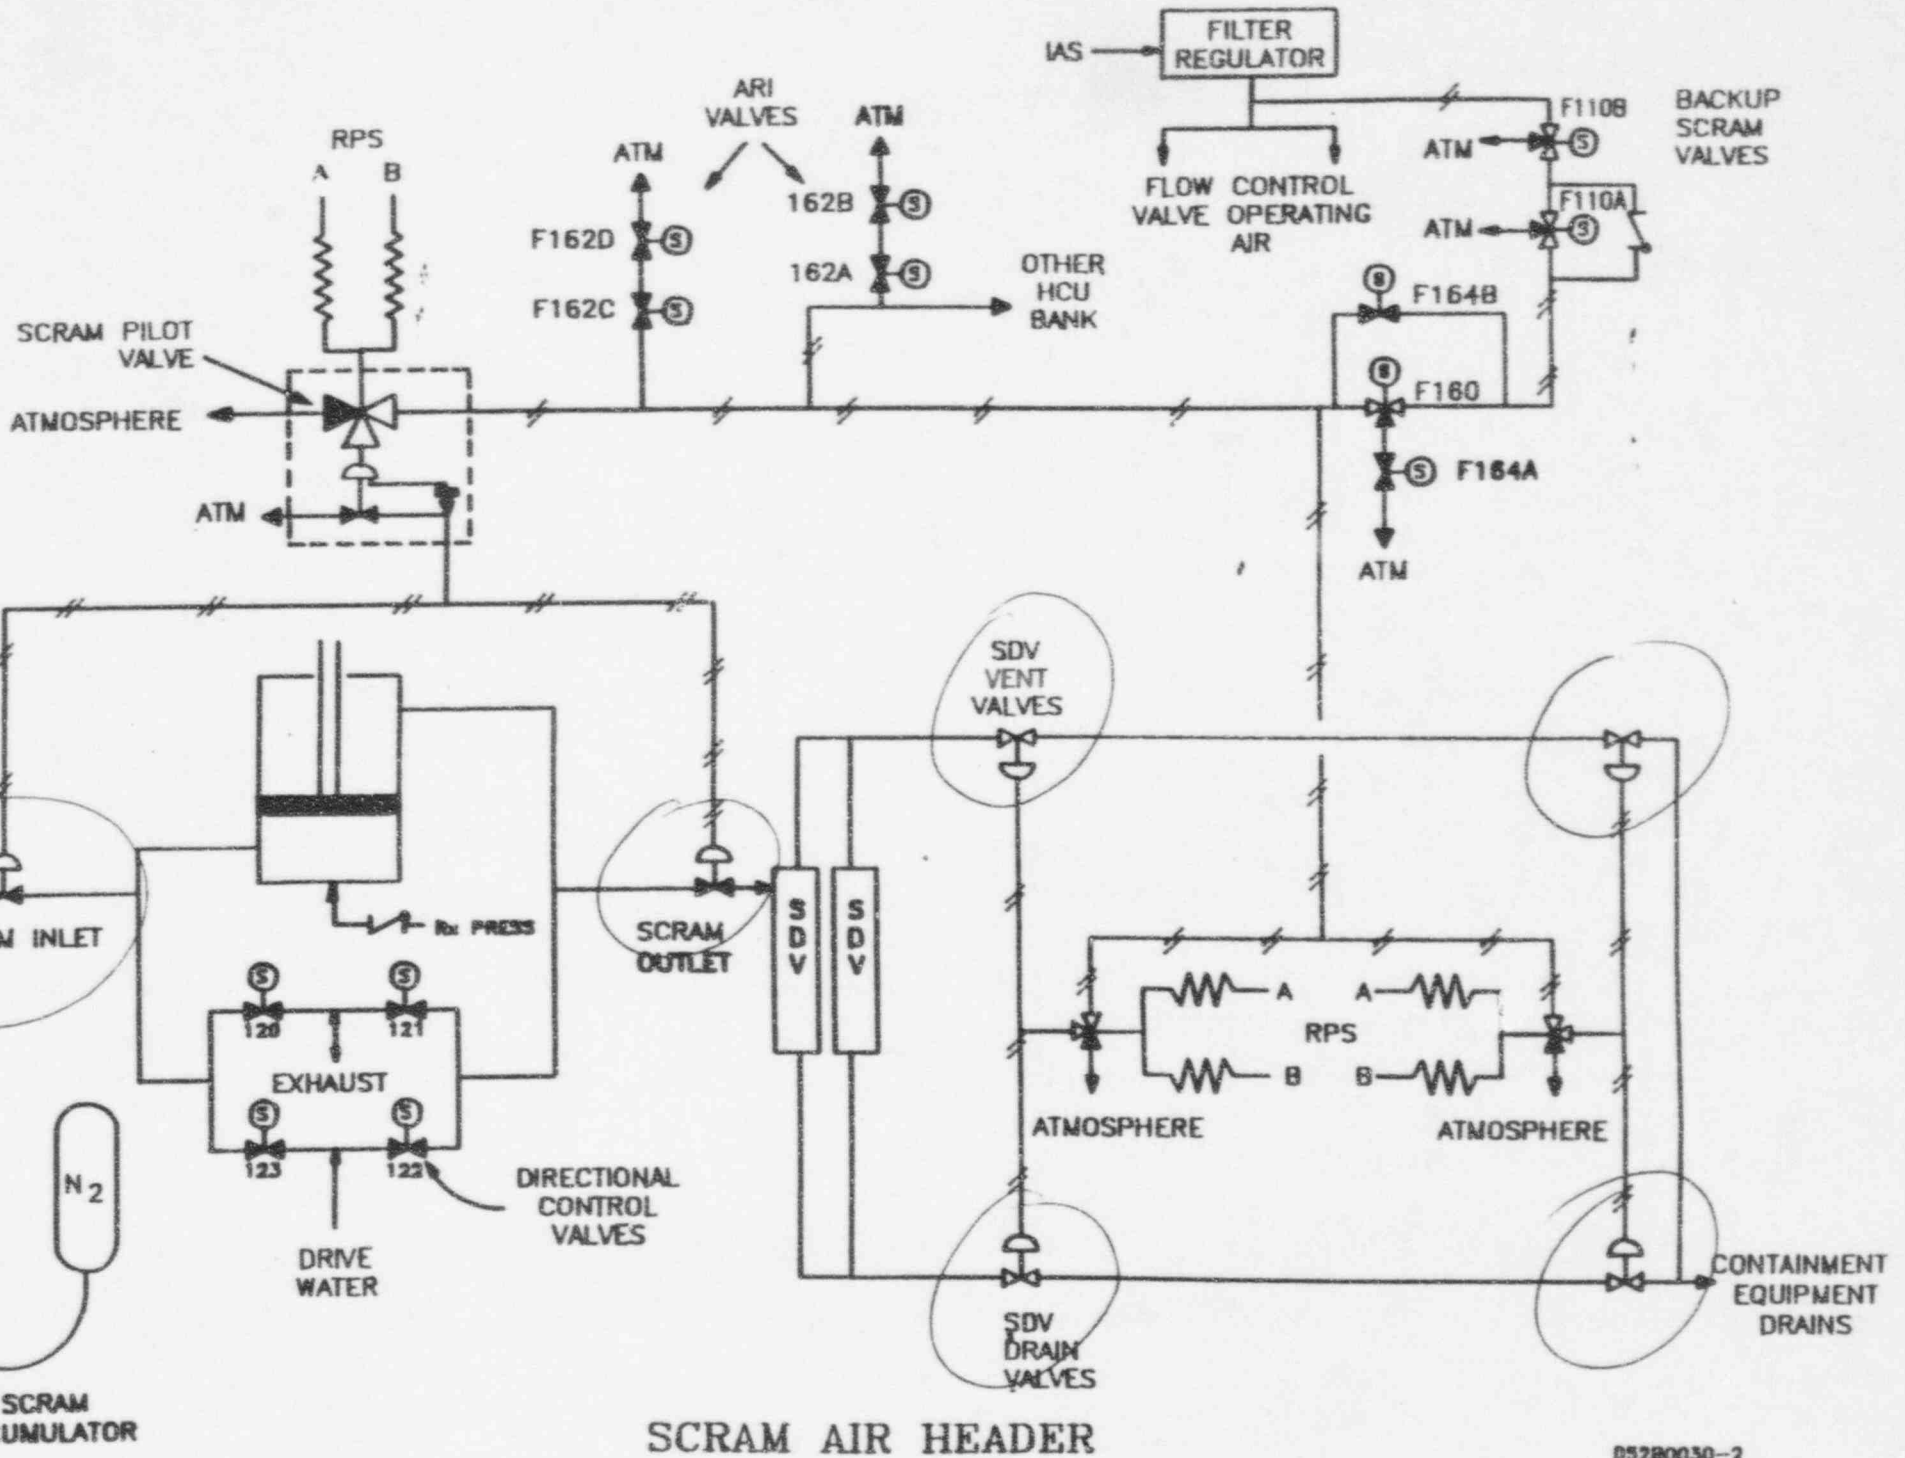 FILTER
REGULATOR
IAS
ARI
VALVES
ATM
ATM
RPS
A
B
F110B
BACKUP
SCRAM
VALVES
ATM
S
FLOW CONTROL
VALVE OPERATING
AIR
162B
S
F162D
S
F110A
ATM
S
162A
S
OTHER
HCU
BANK
F162C
S
S
F164B
SCRAM PILOT
VALVE
S
F160
ATMOSPHERE
S
F164A
ATM
ATM
SDV
VENT
VALVES
Rx PRESS
M INLET
SCRAM
OUTLET
SDV
SDV
S
S
120
121
EXHAUST
S
S
123
122
A
A
RPS
B
B
ATMOSPHERE
ATMOSPHERE
N2
DIRECTIONAL
CONTROL
VALVES
DRIVE
WATER
CONTAINMENT
EQUIPMENT
DRAINS
SDV
DRAIN
VALVES
SCRAM
CUMULATOR
SCRAM AIR HEADER